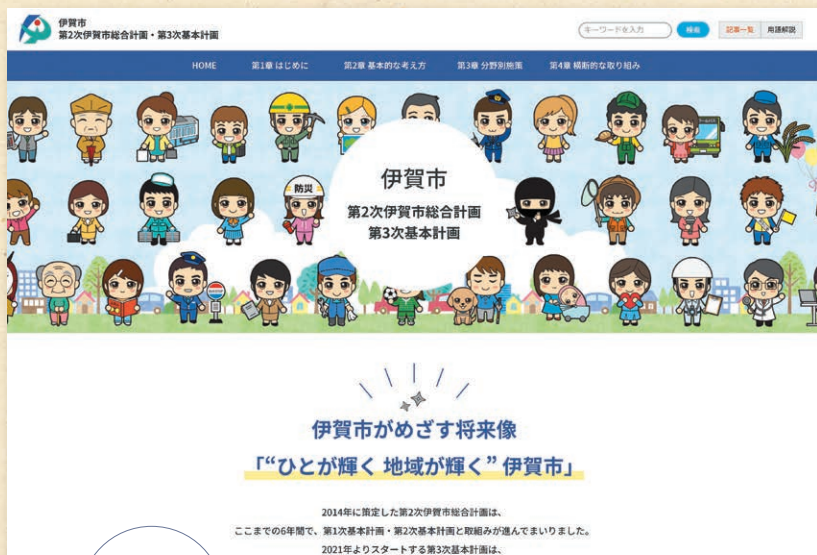 伊賀市
第2次伊賀市総合計画・第3次基本計画
キーワードを入力
検索
記事一覧
用語解説
HOME
第1章 はじめに
第2章 基本的な考え方
第3章 分野別施策
第4章 横断的な取り組み
防災
伊賀市
第2次伊賀市総合計画
第3次基本計画
伊賀市がめざす将来像
「“ひとが輝く 地域が輝く” 伊賀市」
2014年に策定した第2次伊賀市総合計画は、
ここまでの6年間で、第1次基本計画・第2次基本計画と取組みが進んでまいりました。
2021年よりスタートする第3次基本計画は、